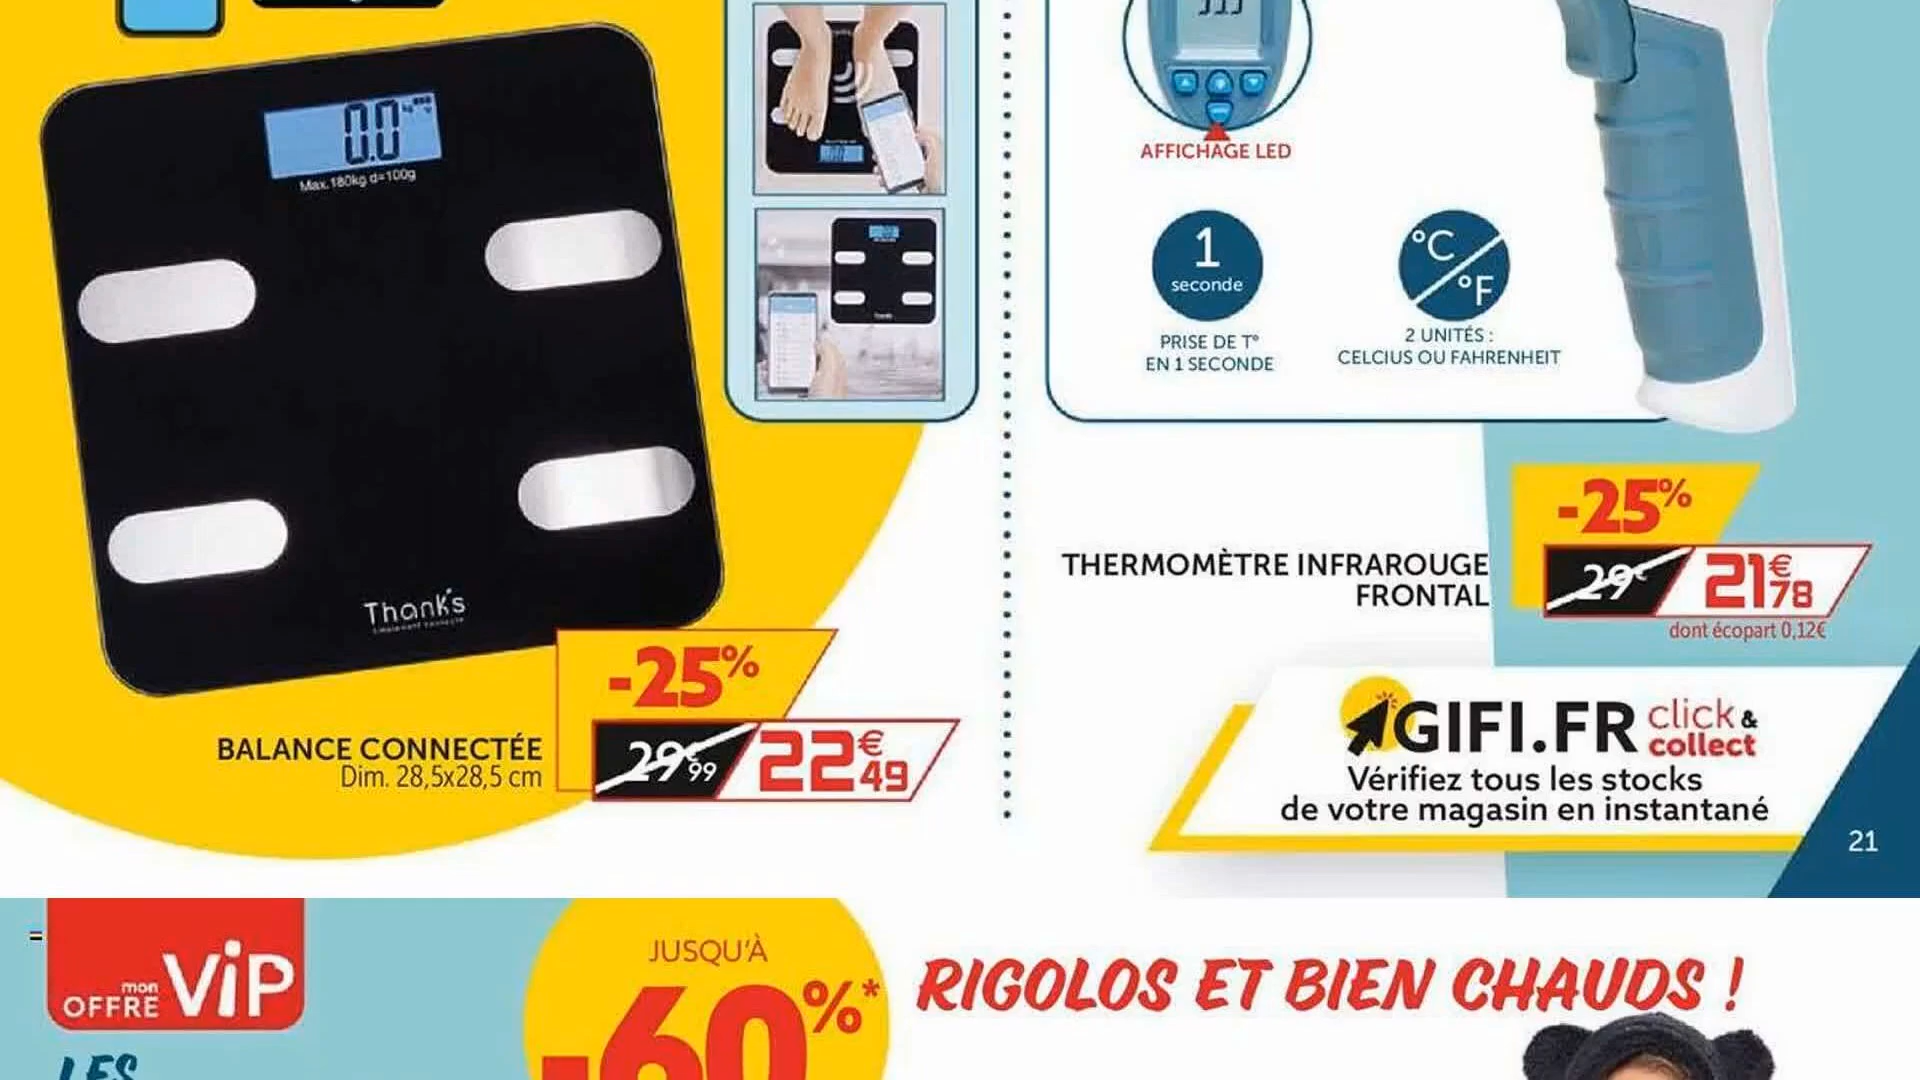 0.0
Max. 180kg d=100g
Thank's
-25%
BALANCE CONNECTÉE
Dim. 28,5x28,5 cm
29€99
22€49
AFFICHAGE LED
1
seconde
PRISE DE T°
EN 1 SECONDE
°C
°F
2 UNITÉS :
CELCIUS OU FAHRENHEIT
-25%
THERMOMÈTRE INFRAROUGE
FRONTAL
29€
21€78
dont écopart 0,12€
GIFI.FR click &
collect
Vérifiez tous les stocks
de votre magasin en instantané
21
mon
OFFRE ViP
LES
JUSQU'À
-60%*
RIGOLOS ET BIEN CHAUDS !